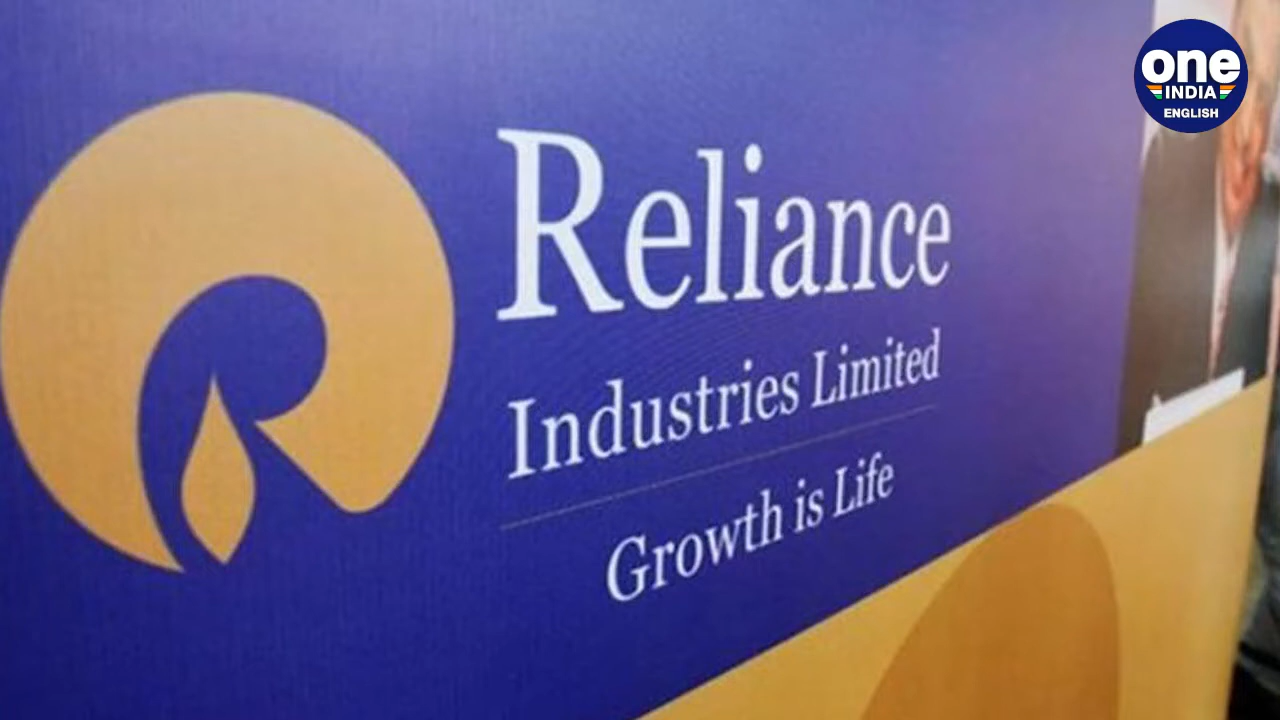 Reliance
Industries Limited
Growth is Life
one
INDIA
ENGLISH